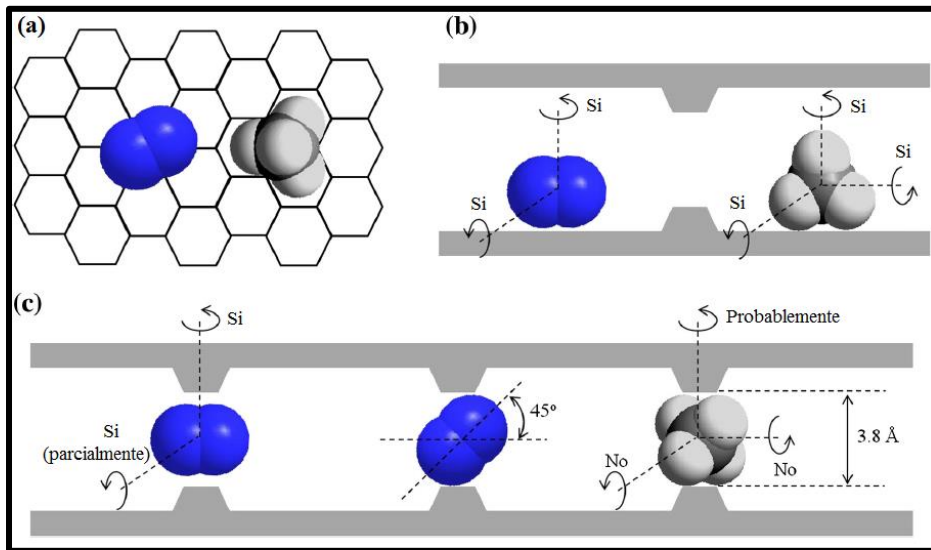 (a)
(b)
Si
Si
Si
Si
Si
(c)
Si
Si
(parcialmente)
45º
Probablemente
No
No
3.8 Å